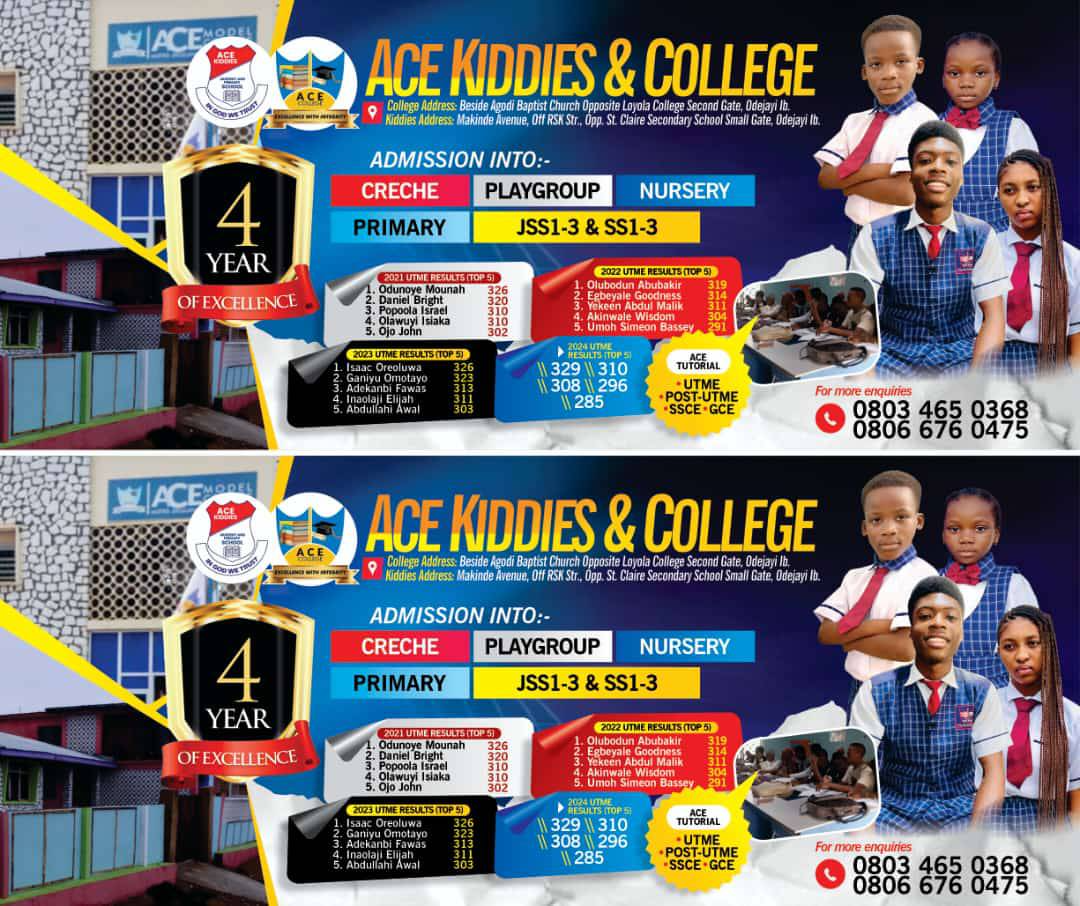 ACE MODEL
ACE
KIDDIES
NURSERY AND
PRIMARY
SCHOOL
IN GOD WE TRUST
ACE
COLLEGE
EXCELLENCE WITH INTEGRITY
ACE KIDDIES & COLLEGE
College Address: Beside Agodi Baptist Church Opposite Loyola College Second Gate, Odejayi Ib.
Kiddies Address: Makinde Avenue, Off RSK Str., Opp. St. Claire Secondary School Small Gate, Odejayi Ib.
ADMISSION INTO:-
CRECHE PLAYGROUP NURSERY
PRIMARY JSS1-3 & SS1-3
4
YEAR
OF EXCELLENCE
2021 UTME RESULTS (TOP 5)
1. Odunoye Mounah 326
2. Daniel Bright 320
3. Popoola Israel 310
4. Olawuyi Isiaka 310
5. Ojo John 302
2022 UTME RESULTS (TOP 5)
1. Olubodun Abubakir 319
2. Egbeyale Goodness 314
3. Yekeen Abdul Malik 311
4. Akinwale Wisdom 304
5. Umoh Simeon Bassey 291
2023 UTME RESULTS (TOP 5)
1. Isaac Oreoluwa 326
2. Ganiyu Omotayo 323
3. Adekanbi Fawas 313
4. Inaolaji Elijah 311
5. Abdullahi Awal 303
2024 UTME
RESULTS (TOP 5)
\\ 329 \\ 310
\\ 308 \\ 296
\\ 285
ACE
TUTORIAL
• UTME
• POST-UTME
• SSCE • GCE
For more enquiries
0803 465 0368
0806 676 0475
ACE MODEL
ACE
KIDDIES
NURSERY AND
PRIMARY
SCHOOL
IN GOD WE TRUST
ACE
COLLEGE
EXCELLENCE WITH INTEGRITY
ACE KIDDIES & COLLEGE
College Address: Beside Agodi Baptist Church Opposite Loyola College Second Gate, Odejayi Ib.
Kiddies Address: Makinde Avenue, Off RSK Str., Opp. St. Claire Secondary School Small Gate, Odejayi Ib.
ADMISSION INTO:-
CRECHE PLAYGROUP NURSERY
PRIMARY JSS1-3 & SS1-3
4
YEAR
OF EXCELLENCE
2021 UTME RESULTS (TOP 5)
1. Odunoye Mounah 326
2. Daniel Bright 320
3. Popoola Israel 310
4. Olawuyi Isiaka 310
5. Ojo John 302
2022 UTME RESULTS (TOP 5)
1. Olubodun Abubakir 319
2. Egbeyale Goodness 314
3. Yekeen Abdul Malik 311
4. Akinwale Wisdom 304
5. Umoh Simeon Bassey 291
2023 UTME RESULTS (TOP 5)
1. Isaac Oreoluwa 326
2. Ganiyu Omotayo 323
3. Adekanbi Fawas 313
4. Inaolaji Elijah 311
5. Abdullahi Awal 303
2024 UTME
RESULTS (TOP 5)
\\ 329 \\ 310
\\ 308 \\ 296
\\ 285
ACE
TUTORIAL
• UTME
• POST-UTME
• SSCE • GCE
For more enquiries
0803 465 0368
0806 676 0475